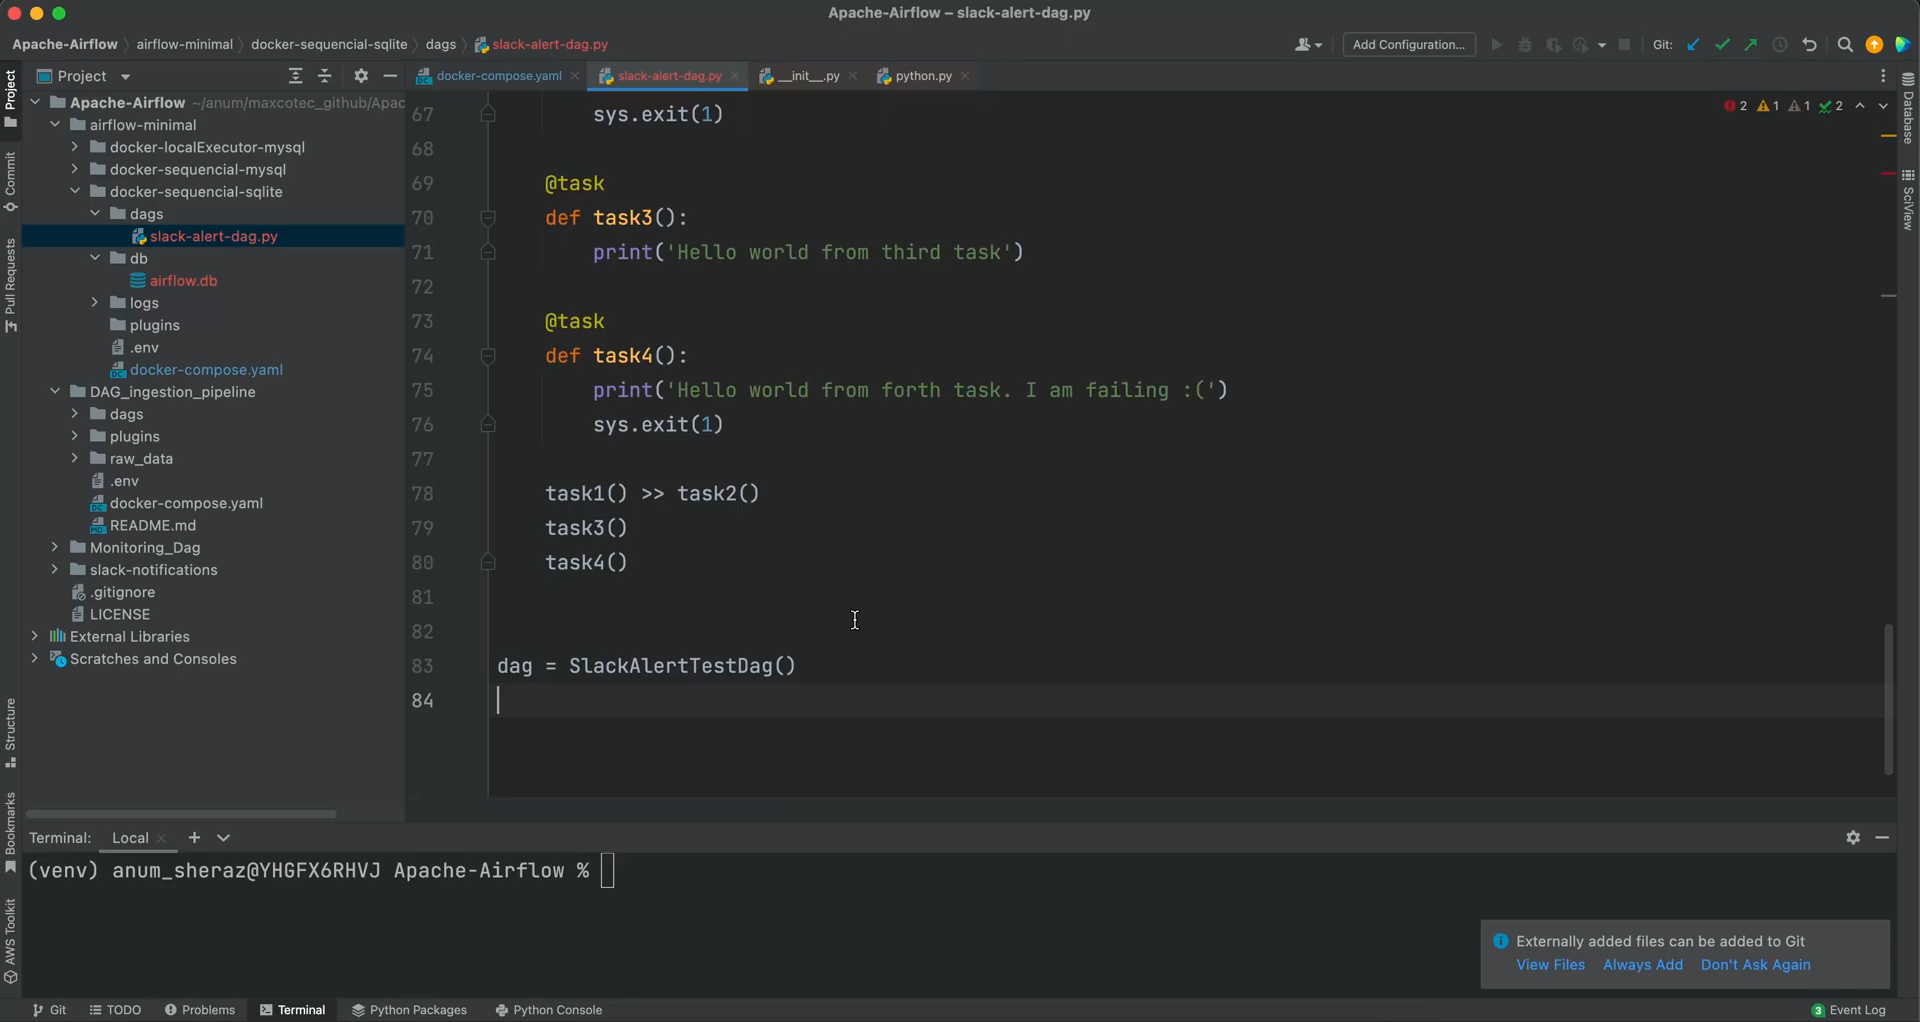 Apache-Airflow – slack-alert-dag.py
Apache-Airflow airflow-minimal docker-sequencial-sqlite dags slack-alert-dag.py Add Configuration... Git:
Project docker-compose.yaml slack-alert-dag.py __init__.py python.py
Apache-Airflow ~/anum/maxcotec_github/Apac
airflow-minimal
docker-localExecutor-mysql
docker-sequencial-mysql
docker-sequencial-sqlite
dags
slack-alert-dag.py
db
airflow.db
logs
plugins
.env
docker-compose.yaml
DAG_ingestion_pipeline
dags
plugins
raw_data
.env
docker-compose.yaml
README.md
Monitoring_Dag
slack-notifications
.gitignore
LICENSE
External Libraries
Scratches and Consoles
Project
Commit
Pull Requests
Structure
Bookmarks
AWS Toolkit
2 1 1 2
67 sys.exit(1)
68
69 @task
70 def task3():
71 print('Hello world from third task')
72
73 @task
74 def task4():
75 print('Hello world from forth task. I am failing :(')
76 sys.exit(1)
77
78 task1() >> task2()
79 task3()
80 task4()
81
82
83 dag = SlackAlertTestDag()
84
Database
SciView
Terminal: Local
(venv) anum_sheraz@YHGFX6RHVJ Apache-Airflow %
Externally added files can be added to Git
View Files Always Add Don't Ask Again
Git TODO Problems Terminal Python Packages Python Console 3 Event Log